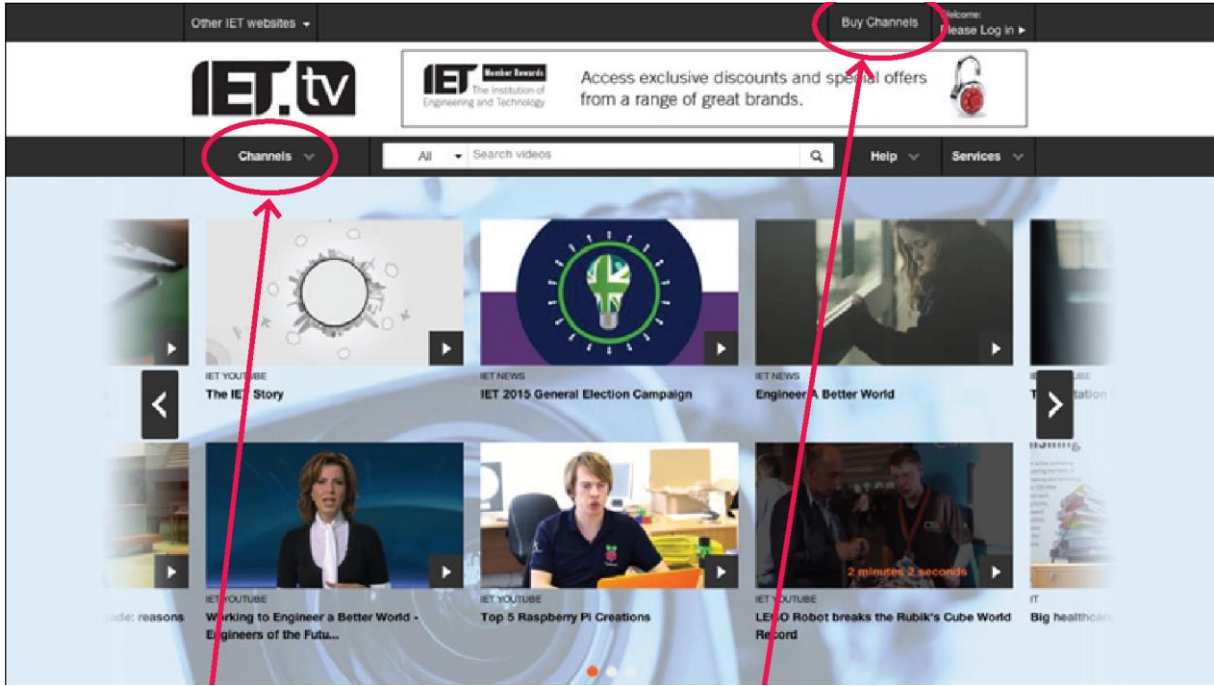 Other IET websites
Buy Channels
Welcome:
Please Log in
IET.tv
IET
Member Rewards
The Institution of
Engineering and Technology
Access exclusive discounts and special offers
from a range of great brands.
Channels
All
Search videos
Help
Services
IET YOUTUBE
The IET Story
IET NEWS
IET 2015 General Election Campaign
IET NEWS
Engineer A Better World
2 minutes 2 seconds
reasons
IET YOUTUBE
Working to Engineer a Better World -
Engineers of the Futu...
IET YOUTUBE
Top 5 Raspberry Pi Creations
IET YOUTUBE
LEGO Robot breaks the Rubik's Cube World
Record
IT
Big healthcare